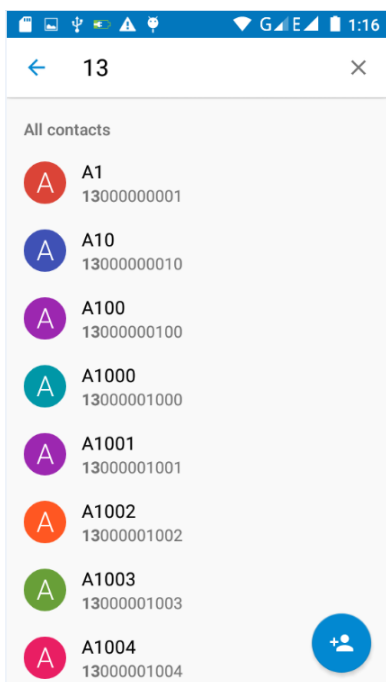 G E 1:16
13
All contacts
A A1
13000000001
A A10
13000000010
A A100
13000000100
A A1000
13000001000
A A1001
13000001001
A A1002
13000001002
A A1003
13000001003
A A1004
13000001004